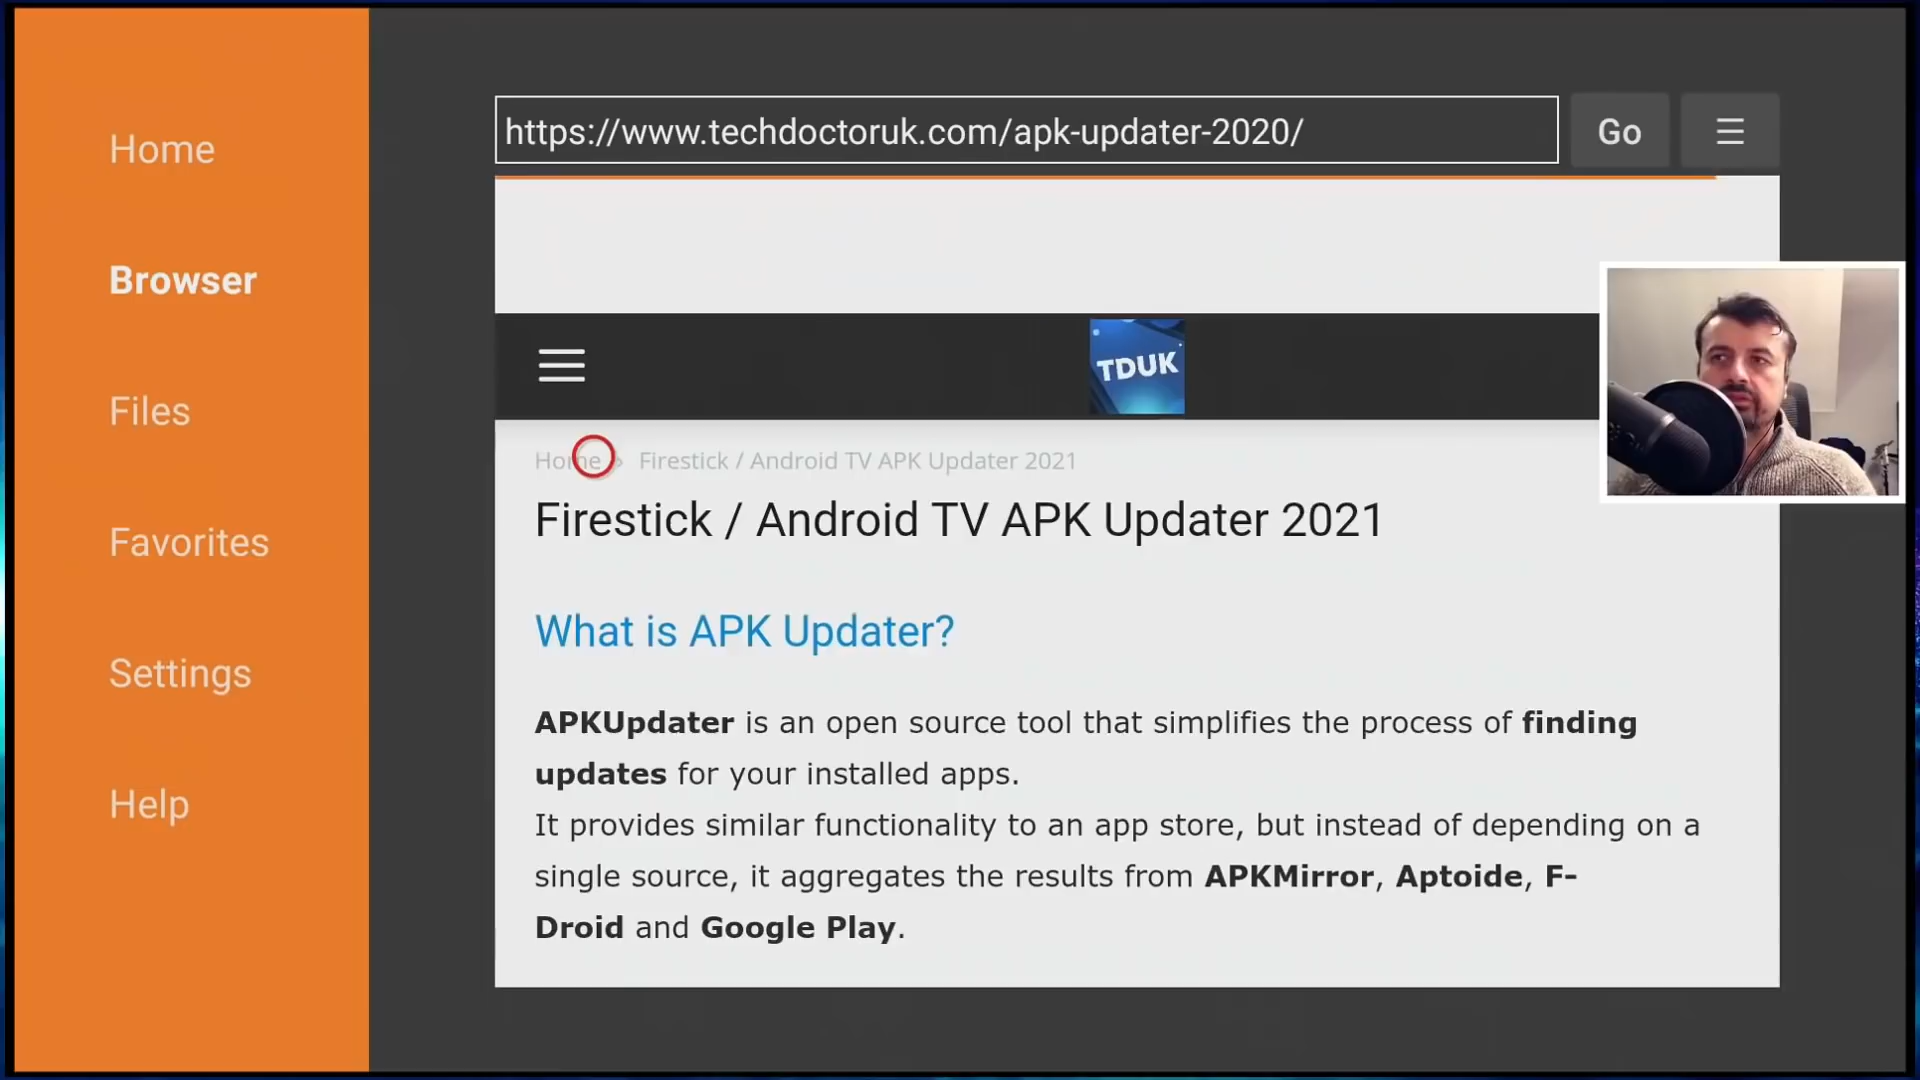 Home
Browser
Files
Favorites
Settings
Help
https://www.techdoctoruk.com/apk-updater-2020/
Go
TDUK
Home » Firestick / Android TV APK Updater 2021
Firestick / Android TV APK Updater 2021
What is APK Updater?
APKUpdater is an open source tool that simplifies the process of finding
updates for your installed apps.
It provides similar functionality to an app store, but instead of depending on a
single source, it aggregates the results from APKMirror, Aptoide, F-
Droid and Google Play.